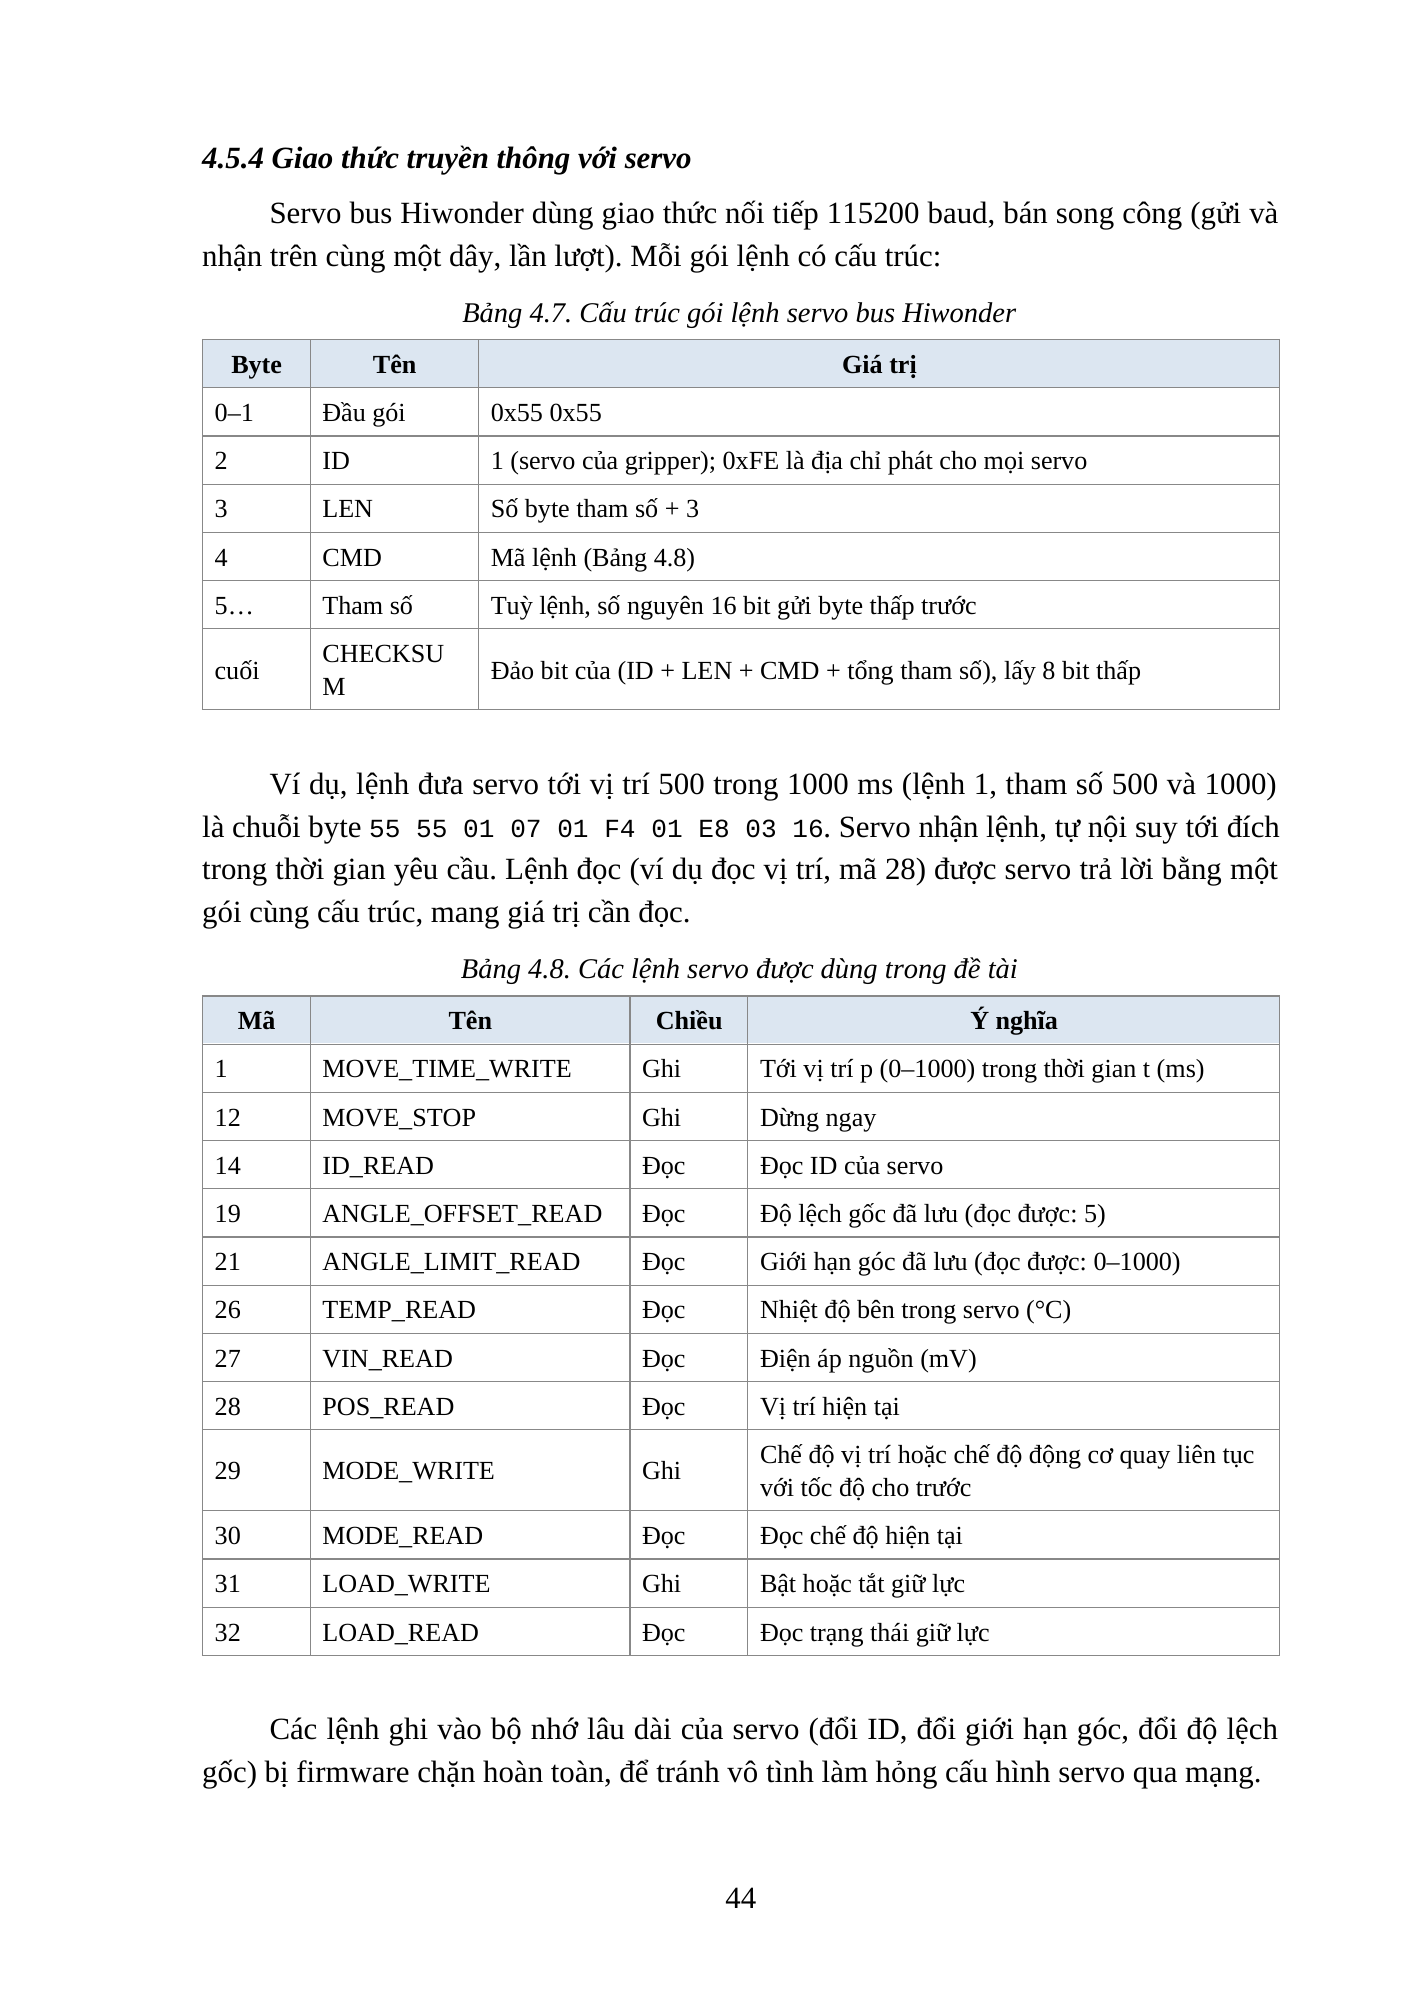 4.5.4 Giao thức truyền thông với servo
Servo bus Hiwonder dùng giao thức nối tiếp 115200 baud, bán song công (gửi và
nhận trên cùng một dây, lần lượt). Mỗi gói lệnh có cấu trúc:
Bảng 4.7. Cấu trúc gói lệnh servo bus Hiwonder
Byte Tên Giá trị
0–1 Đầu gói 0x55 0x55
2 ID 1 (servo của gripper); 0xFE là địa chỉ phát cho mọi servo
3 LEN Số byte tham số + 3
4 CMD Mã lệnh (Bảng 4.8)
5… Tham số Tuỳ lệnh, số nguyên 16 bit gửi byte thấp trước
cuối CHECKSU
M Đảo bit của (ID + LEN + CMD + tổng tham số), lấy 8 bit thấp
Ví dụ, lệnh đưa servo tới vị trí 500 trong 1000 ms (lệnh 1, tham số 500 và 1000)
là chuỗi byte 55 55 01 07 01 F4 01 E8 03 16. Servo nhận lệnh, tự nội suy tới đích
trong thời gian yêu cầu. Lệnh đọc (ví dụ đọc vị trí, mã 28) được servo trả lời bằng một
gói cùng cấu trúc, mang giá trị cần đọc.
Bảng 4.8. Các lệnh servo được dùng trong đề tài
Mã Tên Chiều Ý nghĩa
1 MOVE_TIME_WRITE Ghi Tới vị trí p (0–1000) trong thời gian t (ms)
12 MOVE_STOP Ghi Dừng ngay
14 ID_READ Đọc Đọc ID của servo
19 ANGLE_OFFSET_READ Đọc Độ lệch gốc đã lưu (đọc được: 5)
21 ANGLE_LIMIT_READ Đọc Giới hạn góc đã lưu (đọc được: 0–1000)
26 TEMP_READ Đọc Nhiệt độ bên trong servo (°C)
27 VIN_READ Đọc Điện áp nguồn (mV)
28 POS_READ Đọc Vị trí hiện tại
29 MODE_WRITE Ghi Chế độ vị trí hoặc chế độ động cơ quay liên tục
với tốc độ cho trước
30 MODE_READ Đọc Đọc chế độ hiện tại
31 LOAD_WRITE Ghi Bật hoặc tắt giữ lực
32 LOAD_READ Đọc Đọc trạng thái giữ lực
Các lệnh ghi vào bộ nhớ lâu dài của servo (đổi ID, đổi giới hạn góc, đổi độ lệch
gốc) bị firmware chặn hoàn toàn, để tránh vô tình làm hỏng cấu hình servo qua mạng.
44